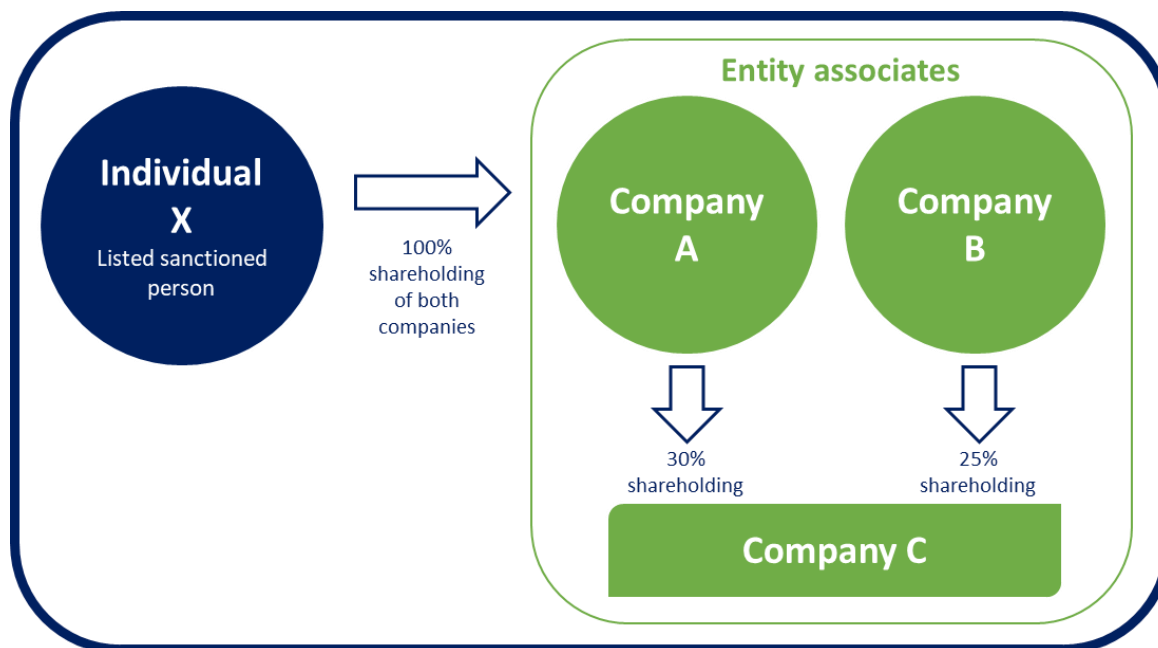 Entity associates
Individual
X
Listed sanctioned
person
100%
shareholding
of both
companies
Company
A
Company
B
30%
shareholding
25%
shareholding
Company C